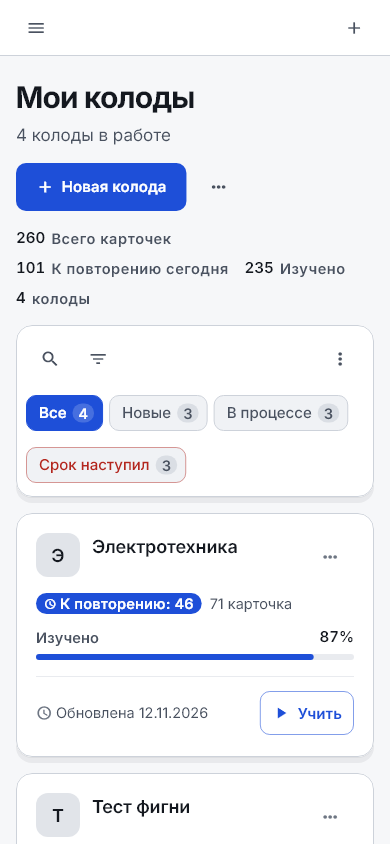 Мои колоды
4 колоды в работе
Новая колода
260 Всего карточек
101 К повторению сегодня 235 Изучено
4 колоды
Все 4 Новые 3 В процессе 3
Срок наступил 3
Э Электротехника
К повторению: 46 71 карточка
Изучено 87%
Обновлена 12.11.2026 Учить
Т Тест фигни